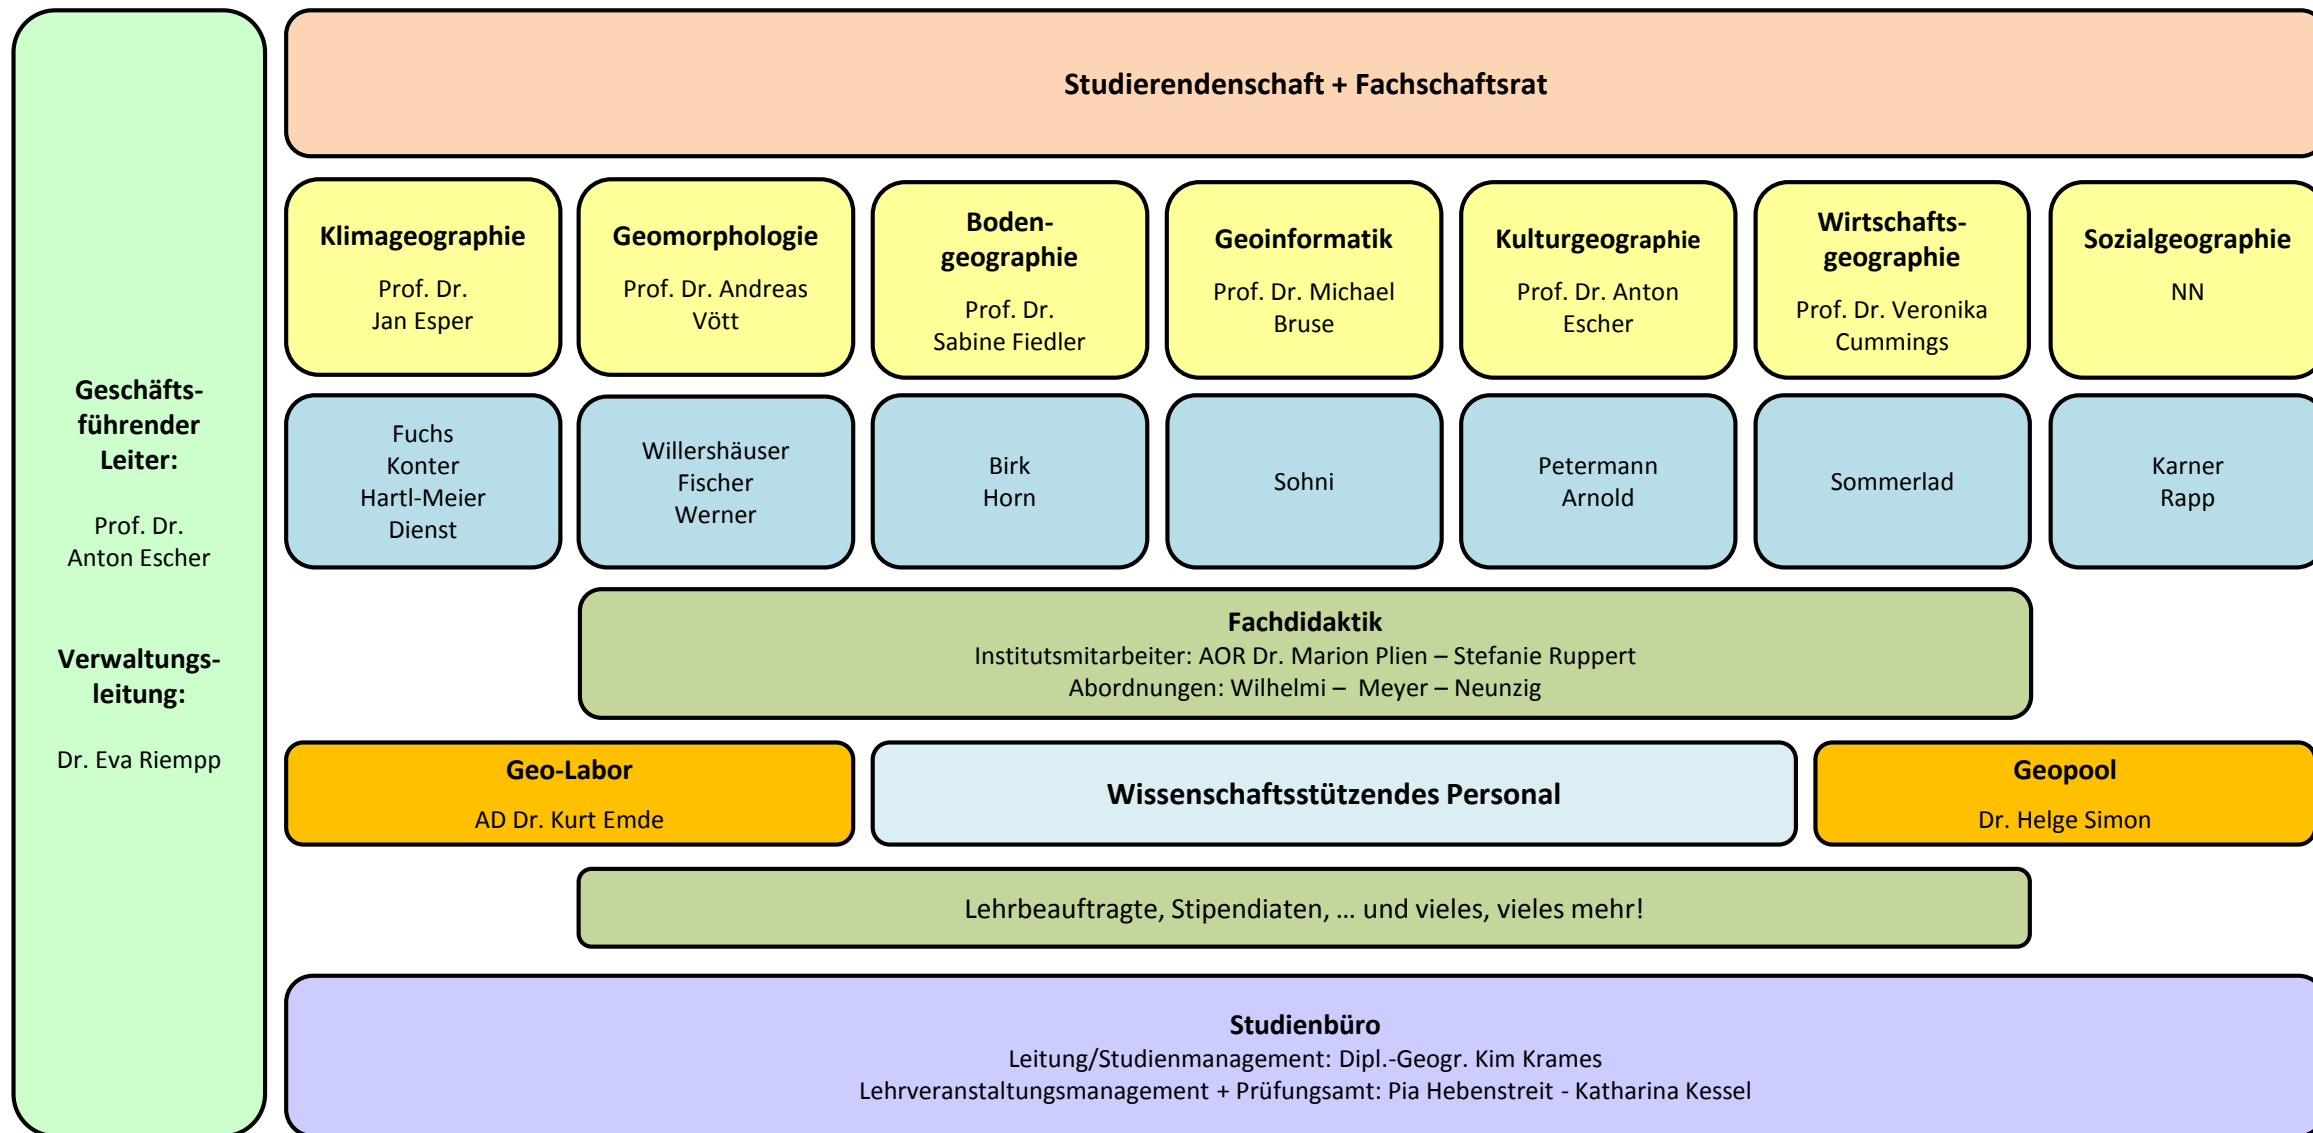 Geschäfts-
führender
Leiter:
Prof. Dr.
Anton Escher
Verwaltungs-
leitung:
Dr. Eva Riempp
Studierendenschaft + Fachschaftsrat
Klimageographie
Prof. Dr.
Jan Esper
Geomorphologie
Prof. Dr. Andreas
Vött
Boden-
geographie
Prof. Dr.
Sabine Fiedler
Geoinformatik
Prof. Dr. Michael
Bruse
Kulturgeographie
Prof. Dr. Anton
Escher
Wirtschafts-
geographie
Prof. Dr. Veronika
Cummings
Sozialgeographie
NN
Fuchs
Konter
Hartl-Meier
Dienst
Willershäuser
Fischer
Werner
Birk
Horn
Sohni
Petermann
Arnold
Sommerlad
Karner
Rapp
Fachdidaktik
Institutsmitarbeiter: AOR Dr. Marion Plien – Stefanie Ruppert
Abordnungen: Wilhelmi – Meyer – Neunzig
Geo-Labor
AD Dr. Kurt Emde
Wissenschaftsstützendes Personal
Geopool
Dr. Helge Simon
Lehrbeauftragte, Stipendiaten, … und vieles, vieles mehr!
Studienbüro
Leitung/Studienmanagement: Dipl.-Geogr. Kim Krames
Lehrveranstaltungsmanagement + Prüfungsamt: Pia Hebenstreit - Katharina Kessel